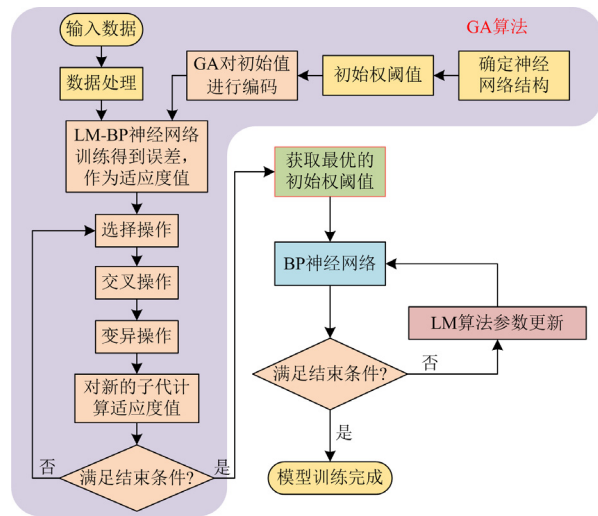 GA算法
输入数据
数据处理
GA对初始值
进行编码
初始权阈值
确定神经
网络结构
LM-BP神经网络
训练得到误差，
作为适应度值
选择操作
交叉操作
变异操作
对新的子代计
算适应度值
满足结束条件?
否
是
获取最优的
初始权阈值
BP神经网络
LM算法参数更新
满足结束条件?
否
是
模型训练完成